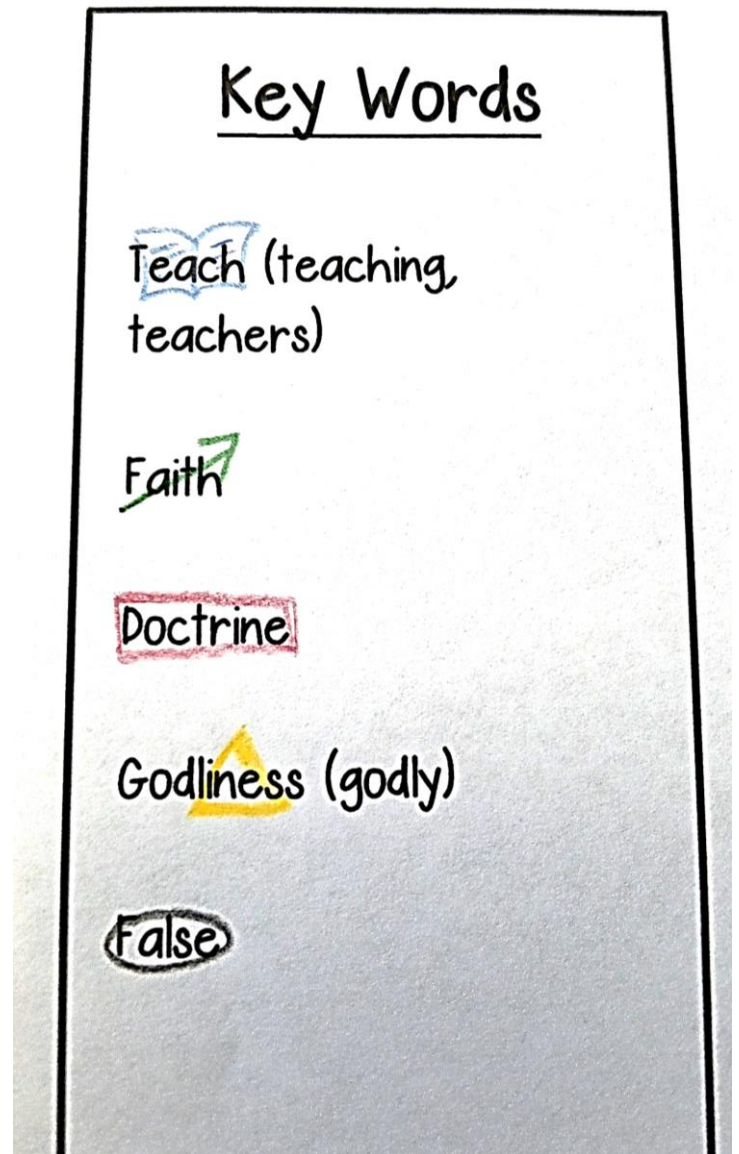 Key Words
Teach (teaching,
teachers)
Faith
Doctrine
Godliness (godly)
False